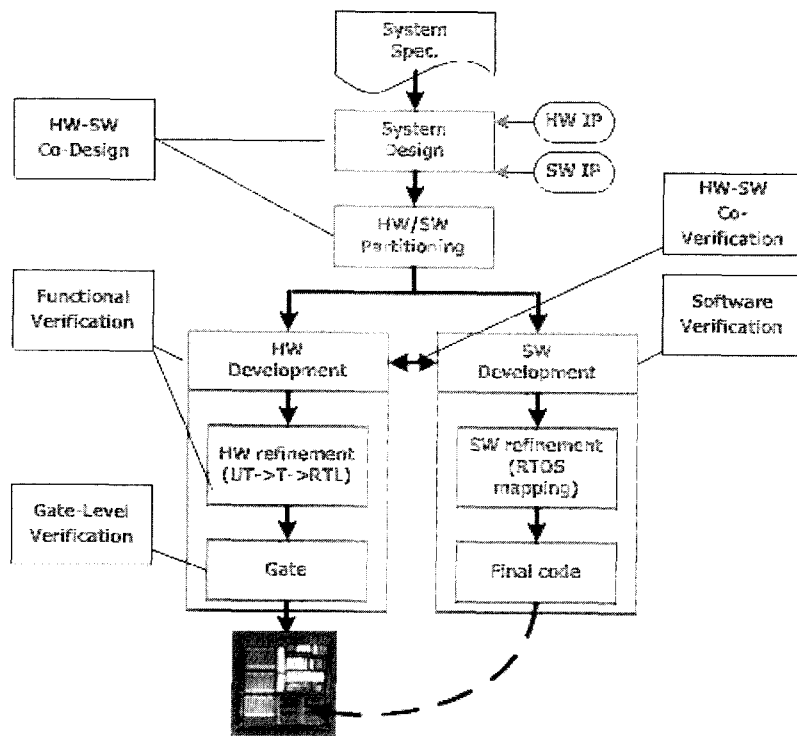 System
Spec.
HW-SW
Co-Design
System
Design
HW IP
SW IP
HW/SW
Partitioning
HW-SW
Co-
Verification
Functional
Verification
Software
Verification
HW
Development
SW
Development
HW refinement
(UT->T->RTL)
SW refinement
(RTOS
mapping)
Gate-Level
Verification
Gate
Final code